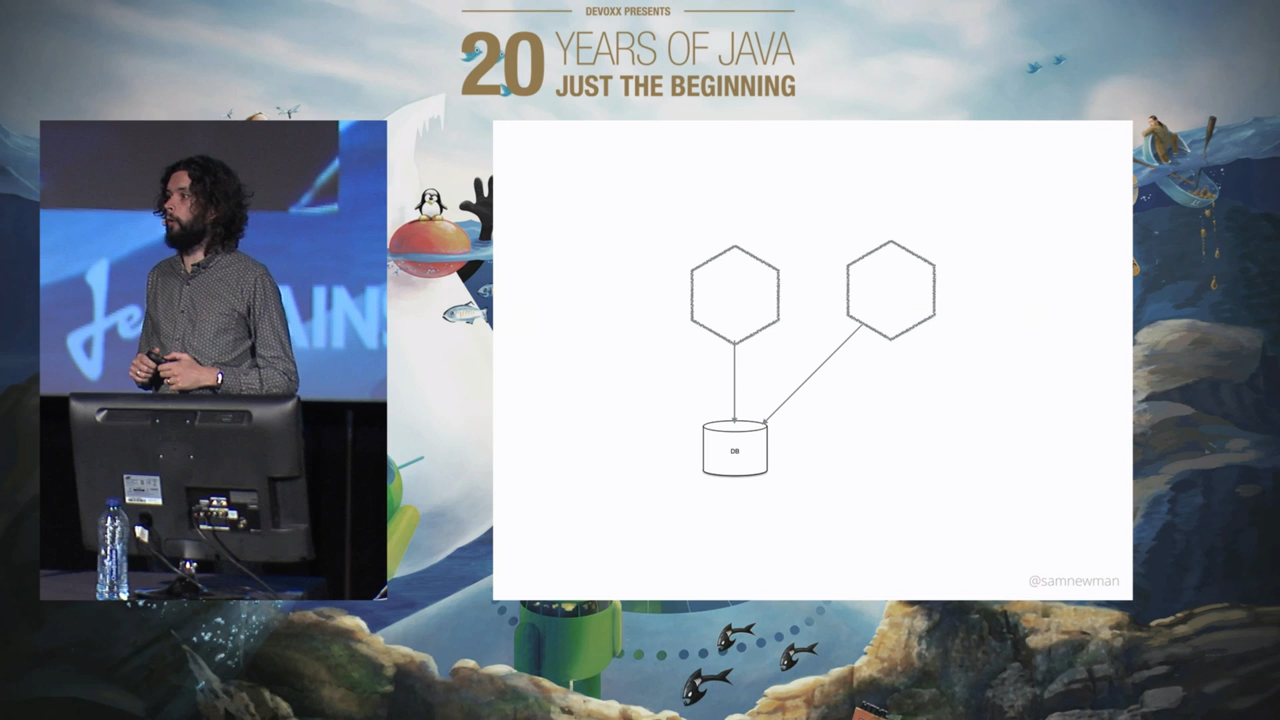 DEVOXX PRESENTS
20 YEARS OF JAVA
JUST THE BEGINNING
DB
@samnewman